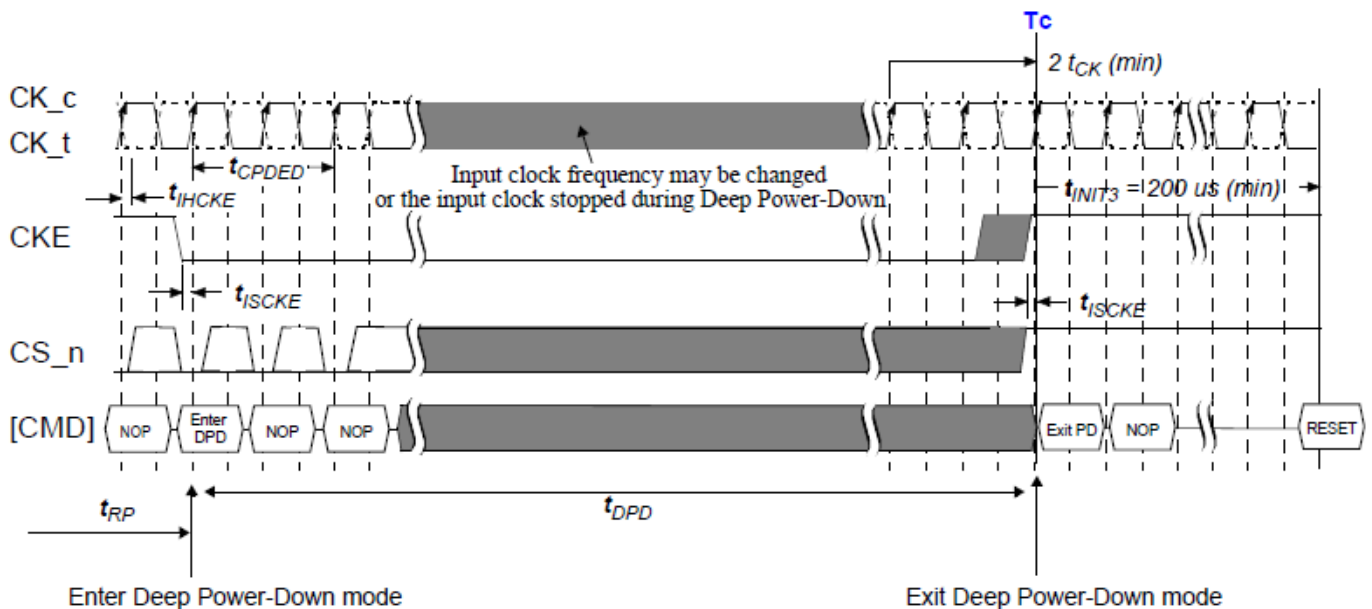 Tc
2 tCK (min)
CK_c
CK_t
tCPDED
tIHCKE
Input clock frequency may be changed
or the input clock stopped during Deep Power-Down
tINIT3 = 200 us (min)
CKE
tISCKE
tISCKE
CS_n
[CMD]
NOP
Enter
DPD
NOP
NOP
Exit PD
NOP
RESET
tRP
tDPD
Enter Deep Power-Down mode
Exit Deep Power-Down mode